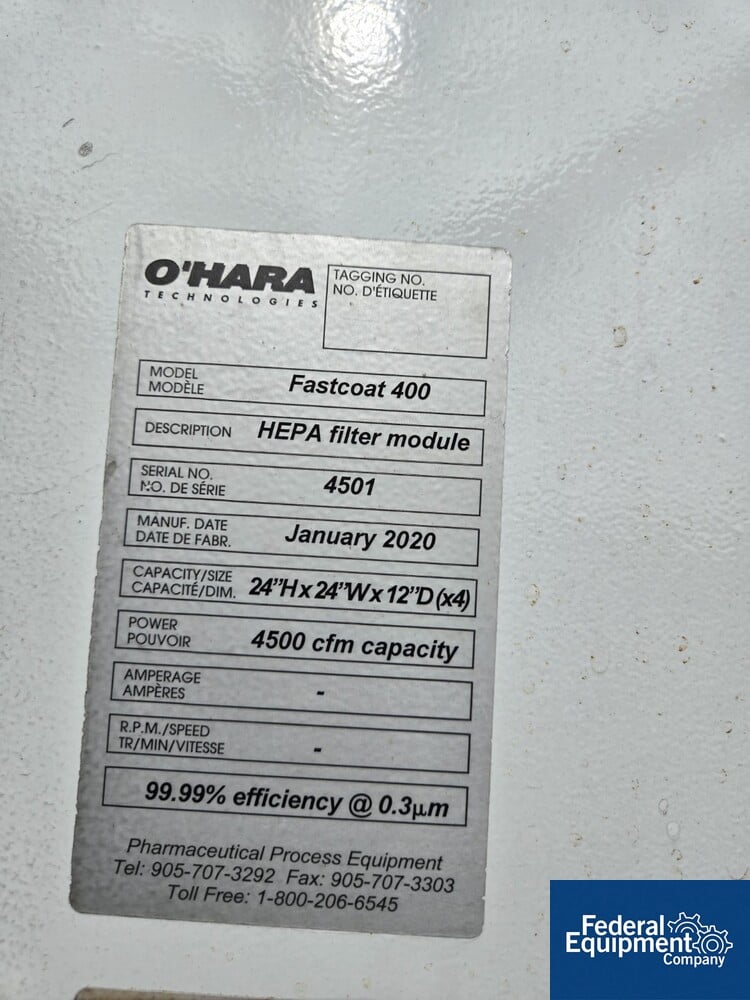 O'HARA
TECHNOLOGIES
TAGGING NO.
NO. D'ÉTIQUETTE
MODEL
MODÈLE
Fastcoat 400
DESCRIPTION
HEPA filter module
SERIAL NO.
NO. DE SÉRIE
4501
MANUF. DATE
DATE DE FABR.
January 2020
CAPACITY/SIZE
CAPACITÉ/DIM.
24”H x 24”W x 12”D (x4)
POWER
POUVOIR
4500 cfm capacity
AMPERAGE
AMPÈRES
-
R.P.M./SPEED
TR/MIN/VITESSE
-
99.99% efficiency @ 0.3µm
Pharmaceutical Process Equipment
Tel: 905-707-3292 Fax: 905-707-3303
Toll Free: 1-800-206-6545
Federal
Equipment
Company